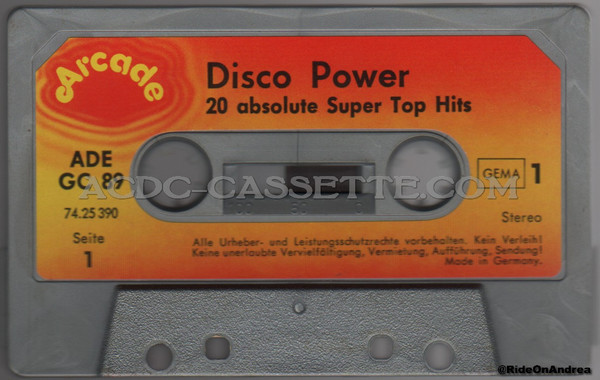 Arcade
Disco Power
20 absolute Super Top Hits
ADE
GC 89
ACDC-CASSETTE.COM
GEMA 1
74.25 390
Stereo
Seite
1
Alle Urheber- und Leistungsschutzrechte vorbehalten. Kein Verleih!
Keine unerlaubte Vervielfältigung, Vermietung, Aufführung, Sendung!
Made in Germany.
@RideOnAndrea